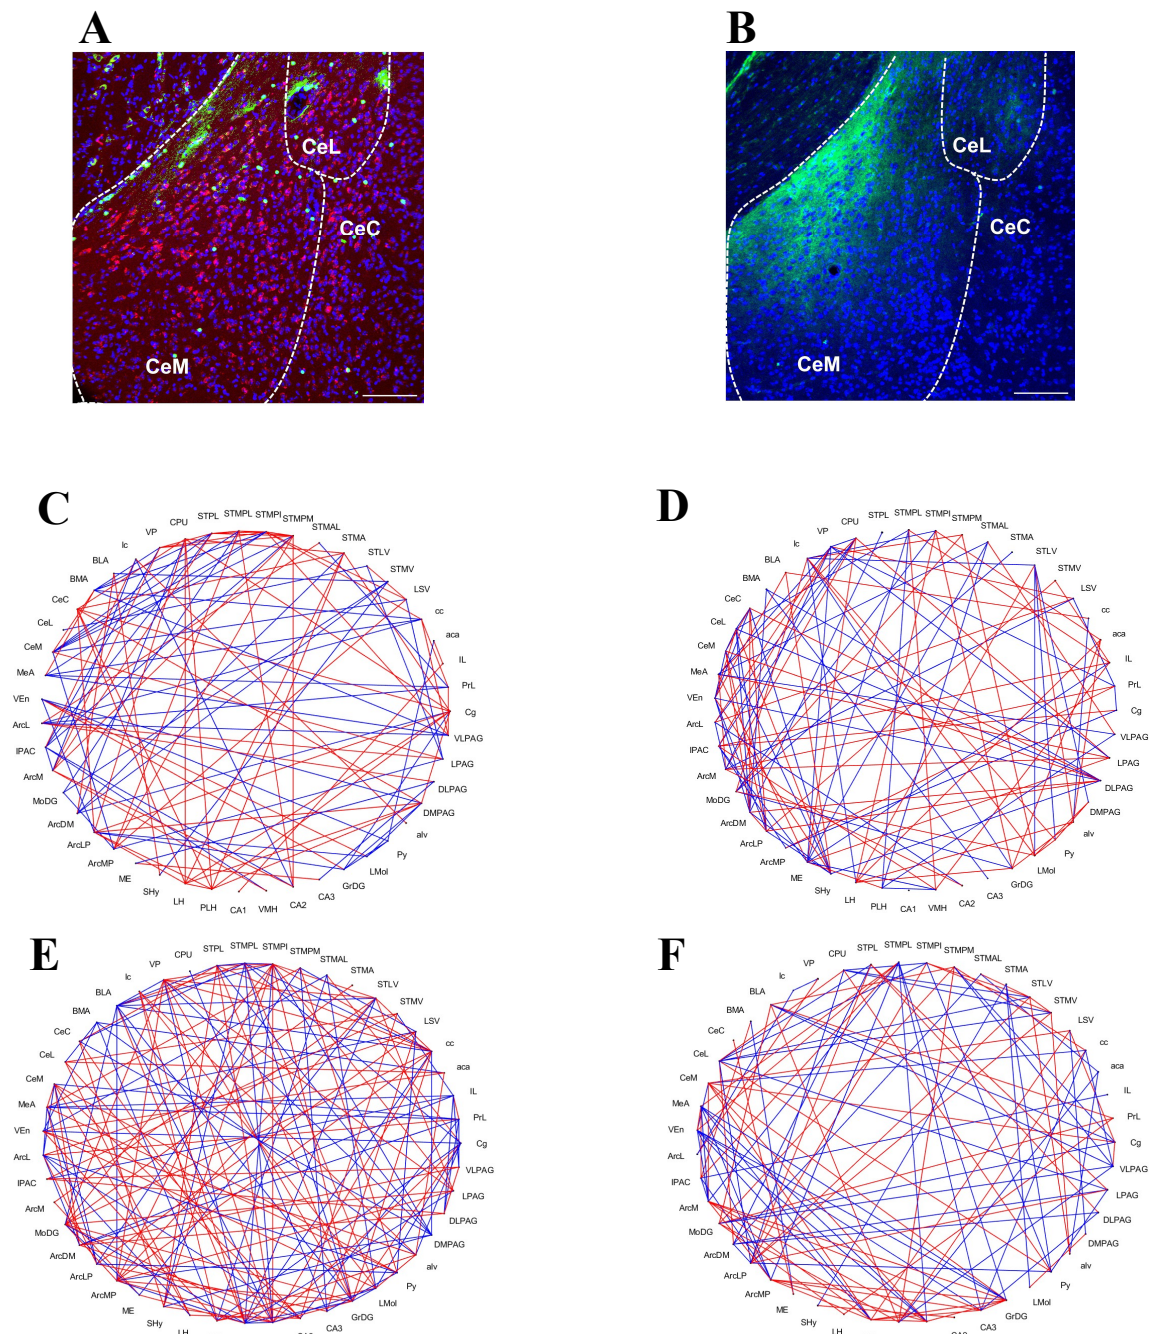 A
B
CeL
CeC
CeM
CeL
CeC
CeM
C
STMPL
STMPI
STPL
STMPM
CPU
STMAL
VP
STMA
Ic
STLV
BLA
STMV
BMA
LSV
CeC
cc
CeL
aca
CeM
IL
MeA
PrL
VEn
Cg
ArcL
VLPAG
IPAC
LPAG
ArcM
DLPAG
MoDG
DMPAG
ArcDM
alv
ArcLP
Py
ArcMP
LMol
ME
GrDG
SHy
CA3
LH
CA2
PLH
VMH
CA1
D
STMPL
STMPI
STPL
STMPM
CPU
STMAL
VP
STMA
Ic
STLV
BLA
STMV
BMA
LSV
CeC
cc
CeL
aca
CeM
IL
MeA
PrL
VEn
Cg
ArcL
VLPAG
IPAC
LPAG
ArcM
DLPAG
MoDG
DMPAG
ArcDM
alv
ArcLP
Py
ArcMP
LMol
ME
GrDG
SHy
CA3
LH
CA2
PLH
VMH
CA1
E
STMPL
STMPI
STPL
STMPM
CPU
STMAL
VP
STMA
Ic
STLV
BLA
STMV
BMA
LSV
CeC
cc
CeL
aca
CeM
IL
MeA
PrL
VEn
Cg
ArcL
VLPAG
IPAC
LPAG
ArcM
DLPAG
MoDG
DMPAG
ArcDM
alv
ArcLP
Py
ArcMP
LMol
ME
GrDG
SHy
CA3
LH
F
STMPL
STMPI
STPL
STMPM
CPU
STMAL
VP
STMA
Ic
STLV
BLA
STMV
BMA
LSV
CeC
cc
CeL
aca
CeM
IL
MeA
PrL
VEn
Cg
ArcL
VLPAG
IPAC
LPAG
ArcM
DLPAG
MoDG
DMPAG
ArcDM
alv
ArcLP
Py
ArcMP
LMol
ME
GrDG
SHy
CA3
LH